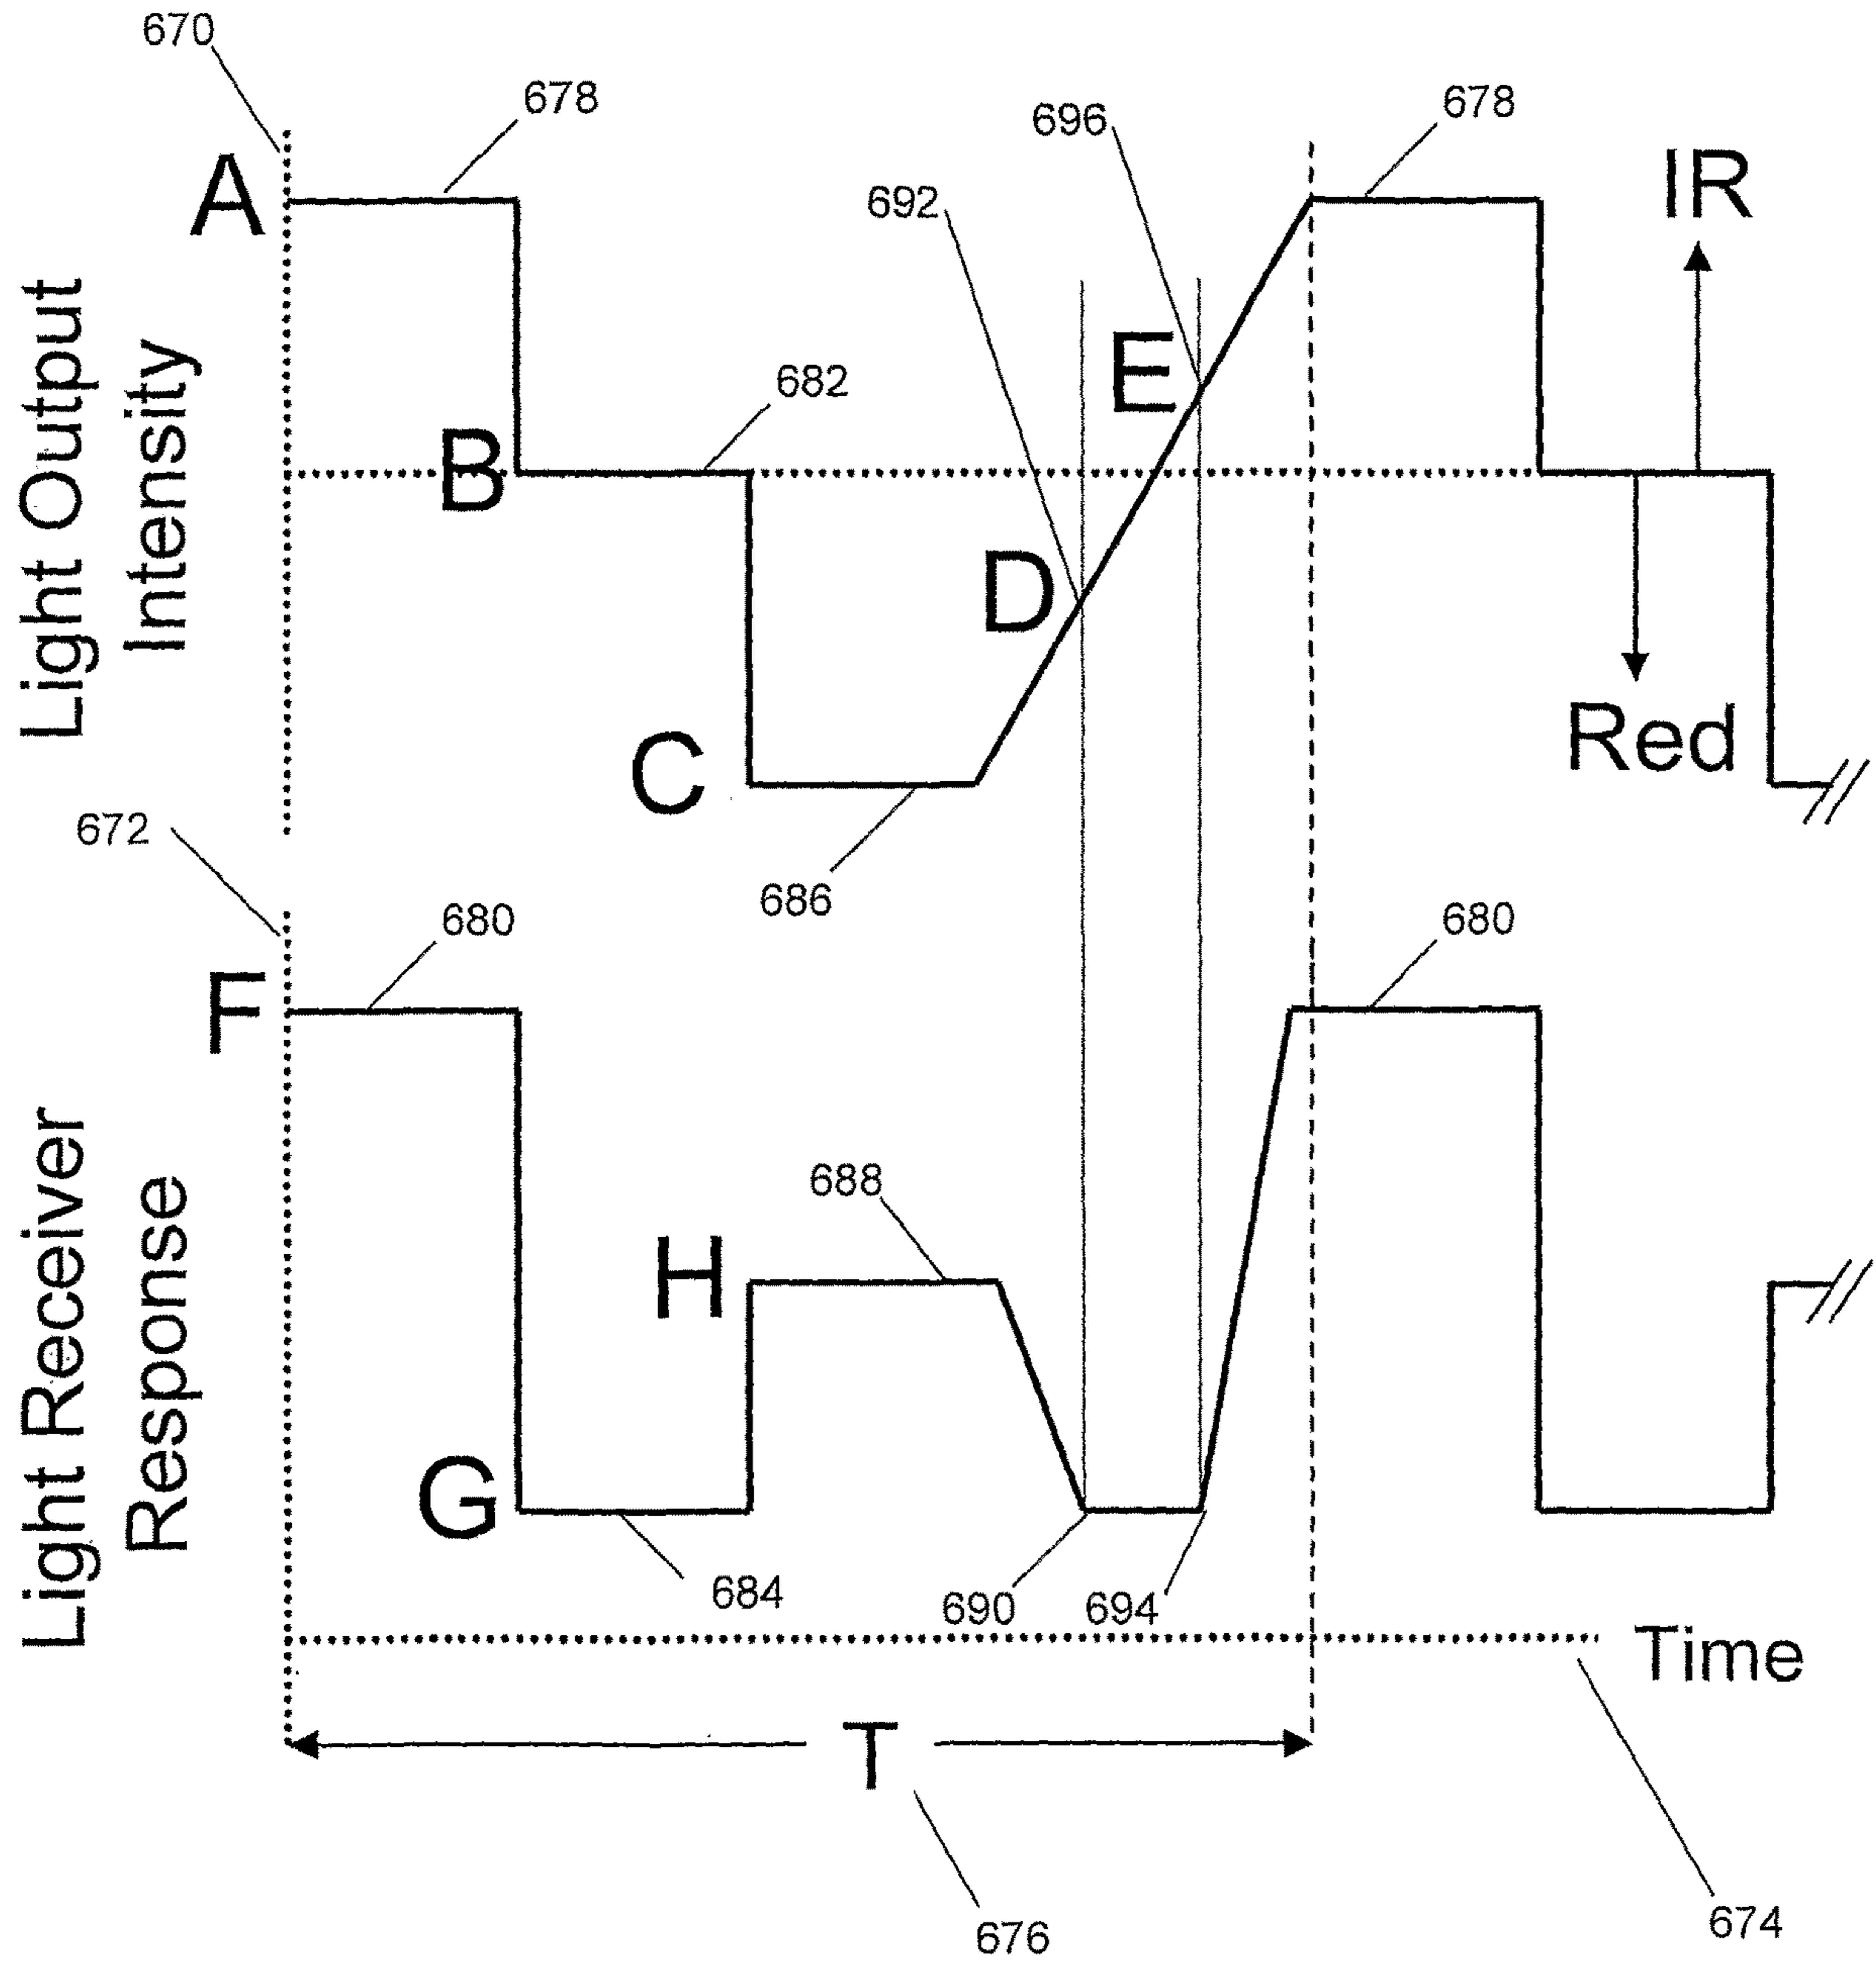 670
678
696
678
A
IR
692
E
682
B
Light Output
Intensity
D
Red
C
672
686
680
680
F
688
H
Light Receiver
Response
G
684
690
694
Time
T
676
674